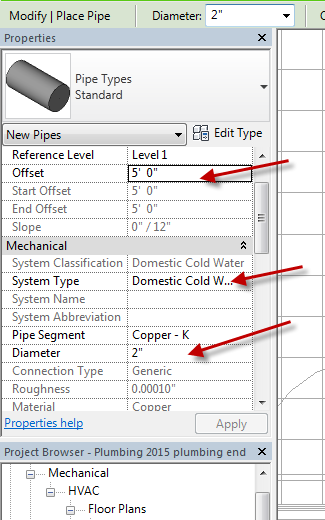 Modify | Place Pipe Diameter: 2"
Properties
Pipe Types
Standard
New Pipes Edit Type
Reference Level Level 1
Offset 5' 0"
Start Offset 5' 0"
End Offset 5' 0"
Slope 0" / 12"
Mechanical
System Classification Domestic Cold Water
System Type Domestic Cold W...
System Name
System Abbreviation
Pipe Segment Copper - K
Diameter 2"
Connection Type Generic
Roughness 0.00010"
Material Copper
Properties help Apply
Project Browser - Plumbing 2015 plumbing end
Mechanical
HVAC
Floor Plans